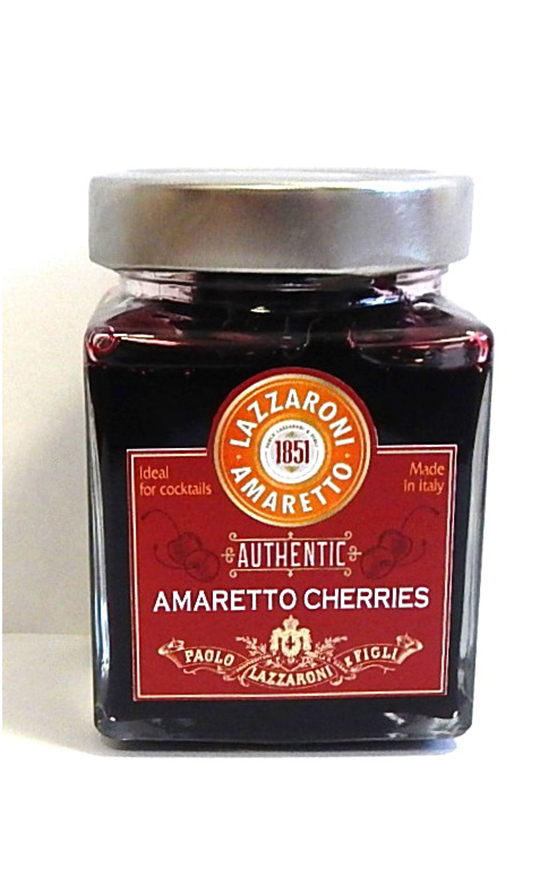 LAZZARONI
1851
AMARETTO
Ideal
for cocktails
Made
In Italy
AUTHENTIC
AMARETTO CHERRIES
PAOLO
LAZZARONI
& FIGLI